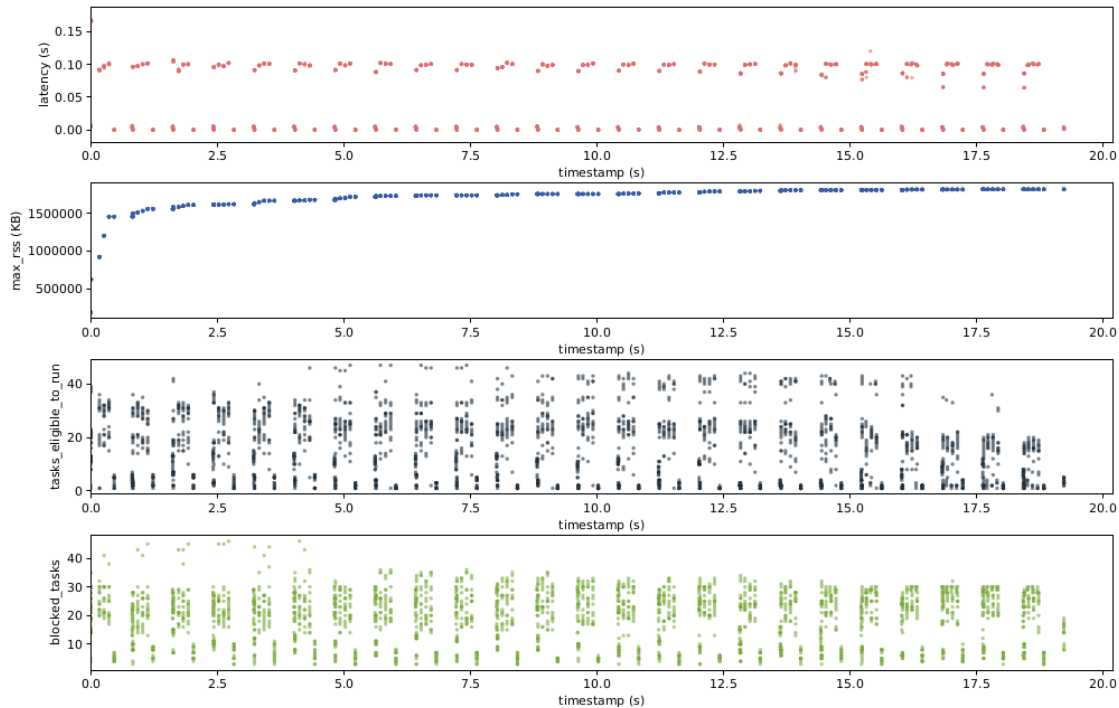 latency (s)
0.15
0.10
0.05
0.00
0.0 2.5 5.0 7.5 10.0 12.5 15.0 17.5 20.0
timestamp (s)
max_rss (KB)
1500000
1000000
500000
0.0 2.5 5.0 7.5 10.0 12.5 15.0 17.5 20.0
timestamp (s)
tasks_eligible_to_run
40
20
0
0.0 2.5 5.0 7.5 10.0 12.5 15.0 17.5 20.0
timestamp (s)
blocked_tasks
40
30
20
10
0.0 2.5 5.0 7.5 10.0 12.5 15.0 17.5 20.0
timestamp (s)